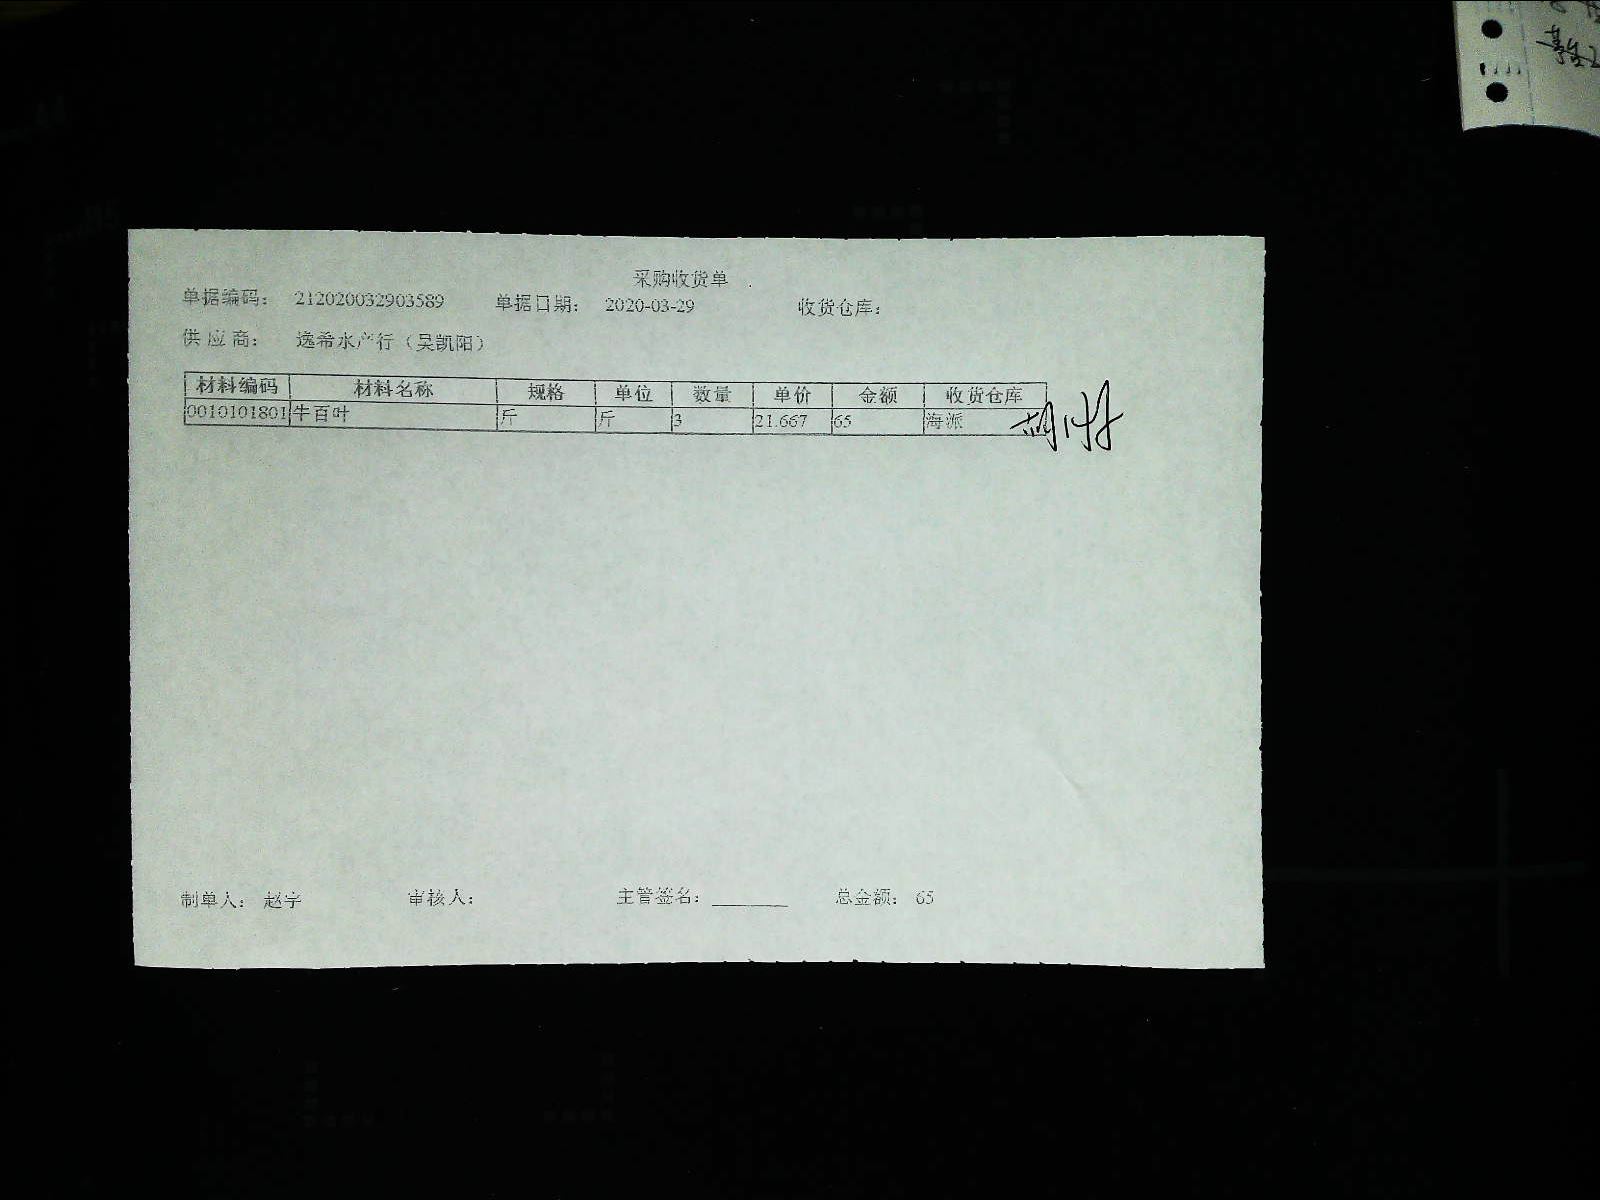 采购收货单
单据编码： 212020032903589 单据日期： 2020-03-29 收货仓库：
供应商： 逸希水产行（吴凯阳）
材料编码 材料名称 规格 单位 数量 单价 金额 收货仓库
0010101801 牛百叶 斤 斤 3 21.667 65 海派
制单人： 赵宇 审核人： 主管签名：________ 总金额： 65